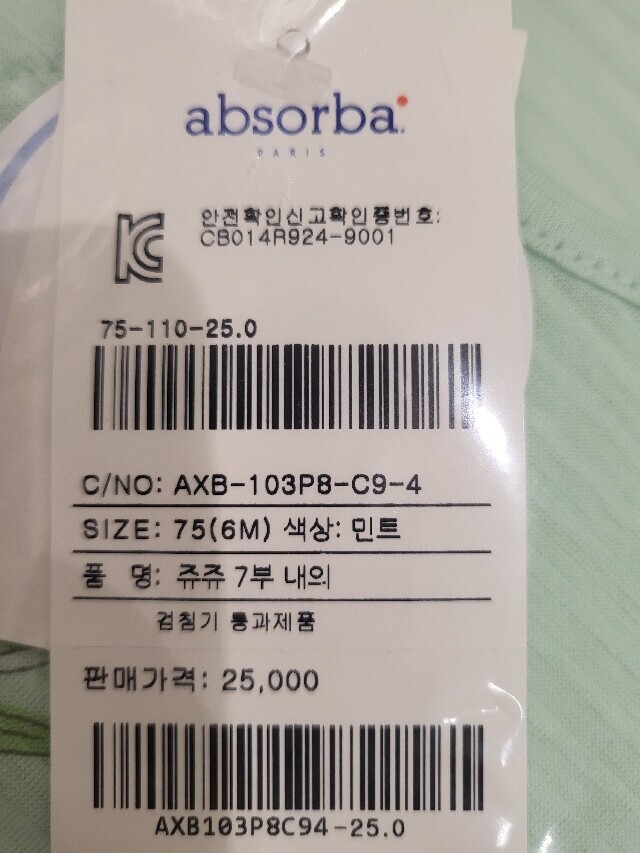 absorba
PARIS
안전확인신고확인증번호:
CB014R924-9001
75-110-25.0
C/NO: AXB-103P8-C9-4
SIZE: 75(6M) 색상: 민트
품 명: 쥬쥬 7부 내의
검침기 통과제품
판매가격: 25,000
AXB103P8C94-25.0